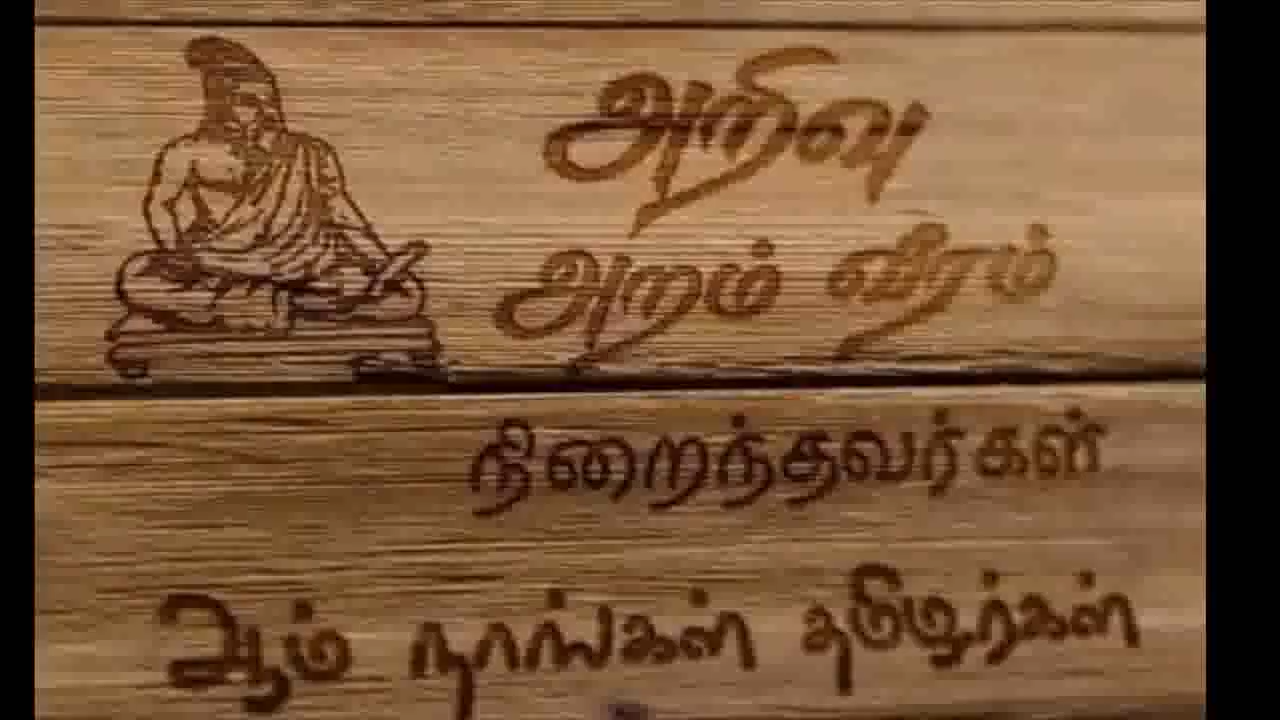 அறிவு
அறம் வீரம்
நிறைந்தவர்கள்
ஆம் நாங்கள் தமிழர்கள்